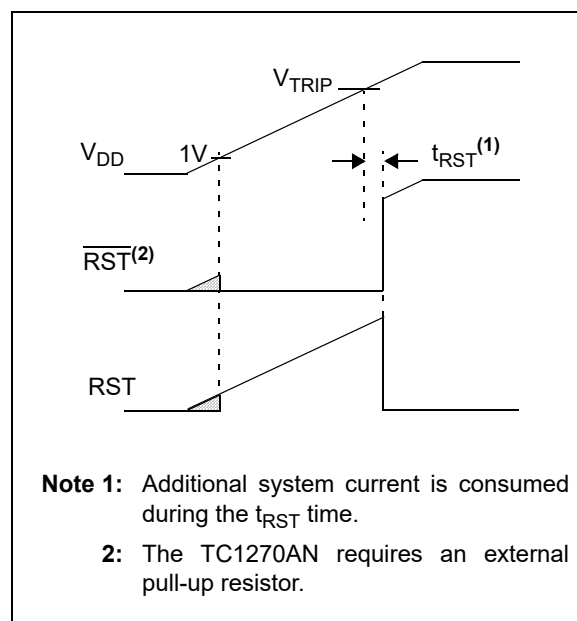 V_TRIP
V_DD 1V t_RST(1)
RST(2)
RST
Note 1: Additional system current is consumed
during the t_RST time.
2: The TC1270AN requires an external
pull-up resistor.